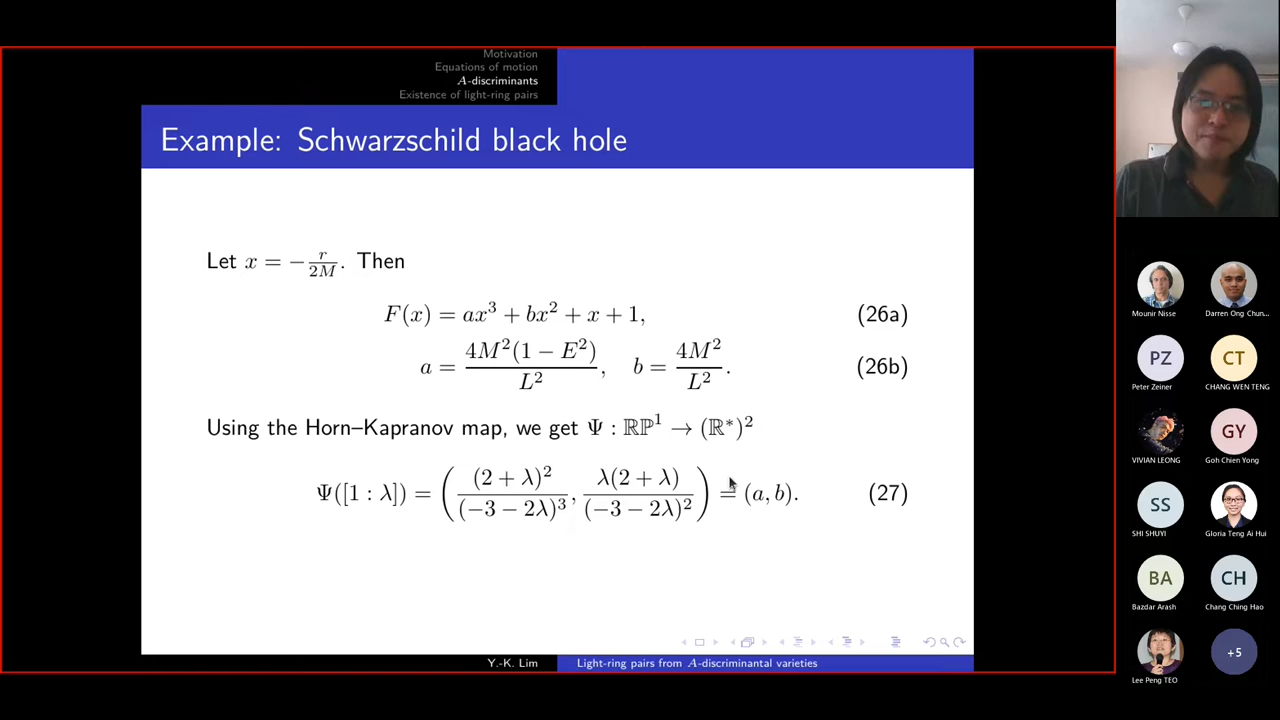 Motivation
Equations of motion
A-discriminants
Existence of light-ring pairs
Example: Schwarzschild black hole
Let x = − r/2M. Then
F(x) = ax³ + bx² + x + 1, (26a)
a = 4M²(1 − E²)/L², b = 4M²/L². (26b)
Using the Horn–Kapranov map, we get Ψ : ℝℙ¹ → (ℝ*)²
Ψ([1 : λ]) = ( (2 + λ)²/(−3 − 2λ)³ , λ(2 + λ)/(−3 − 2λ)² ) = (a, b). (27)
Y.-K. Lim
Light-ring pairs from A-discriminantal varieties
Mounir Nisse
Darren Ong Chun...
PZ
Peter Zeiner
CT
CHANG WEN TENG
VIVIAN LEONG
GY
Goh Chien Yong
SS
SHI SHUYI
Gloria Teng Ai Hui
BA
Bazdar Arash
CH
Chang Ching Hao
Lee Peng TEO
+5